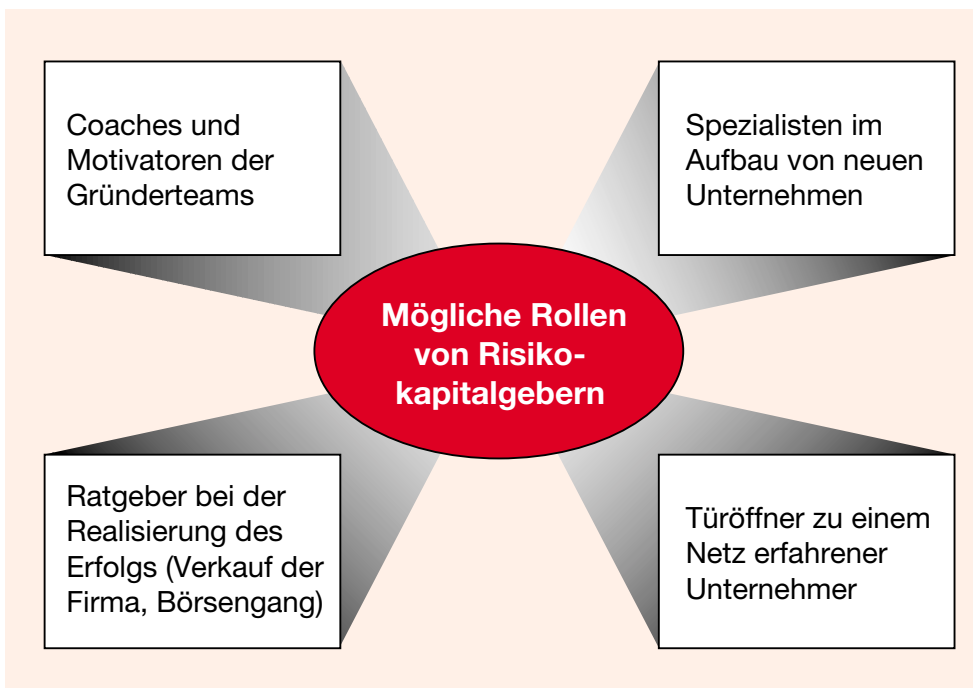 Coaches und
Motivatoren der
Gründerteams
Spezialisten im
Aufbau von neuen
Unternehmen
Mögliche Rollen
von Risiko-
kapitalgebern
Ratgeber bei der
Realisierung des
Erfolgs (Verkauf der
Firma, Börsengang)
Türöffner zu einem
Netz erfahrener
Unternehmer